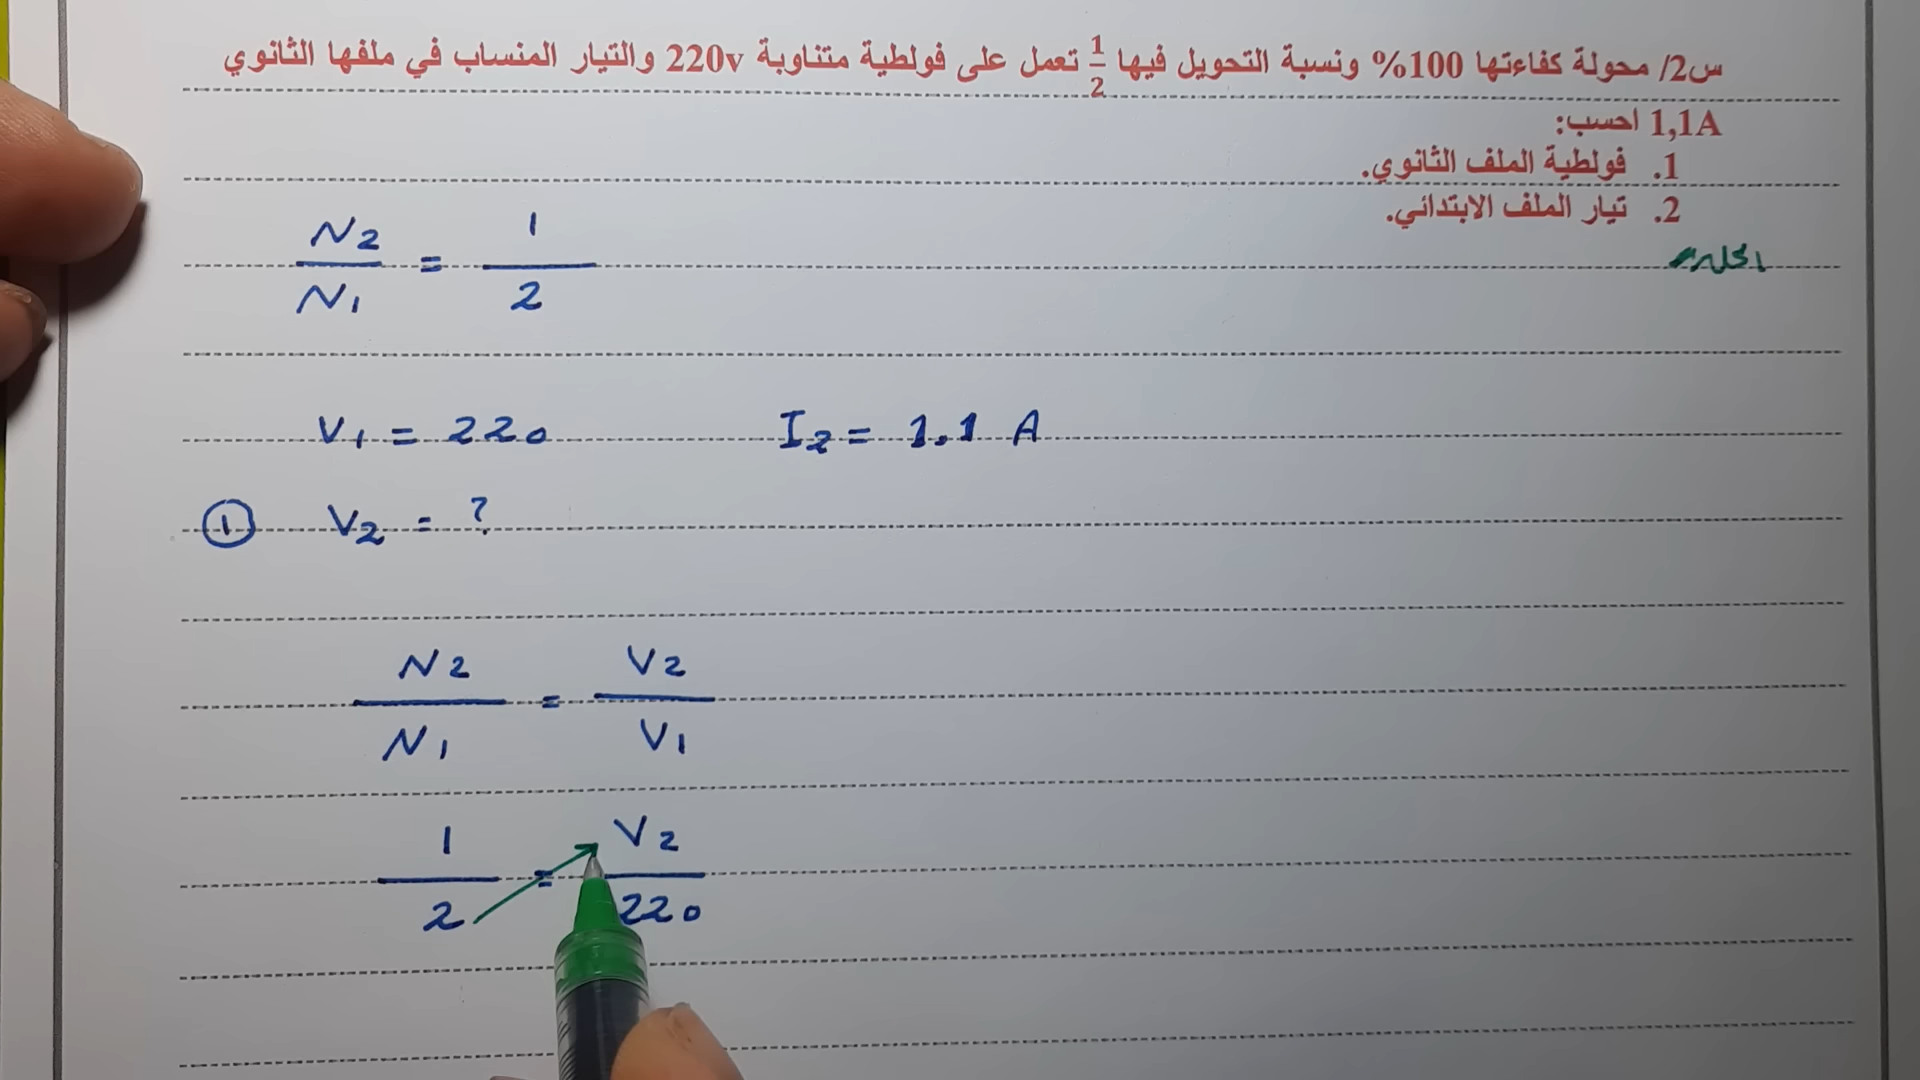 س2/ محولة كفاءتها 100% ونسبة التحويل فيها 1/2 تعمل على فولطية متناوبة 220v والتيار المنساب في ملفها الثانوي
1,1A احسب:
1. فولطية الملف الثانوي.
2. تيار الملف الابتدائي.
الحل
N2/N1 = 1/2
V1 = 220 I2 = 1.1 A
① V2 = ?
N2/N1 = V2/V1
1/2 = V2/220